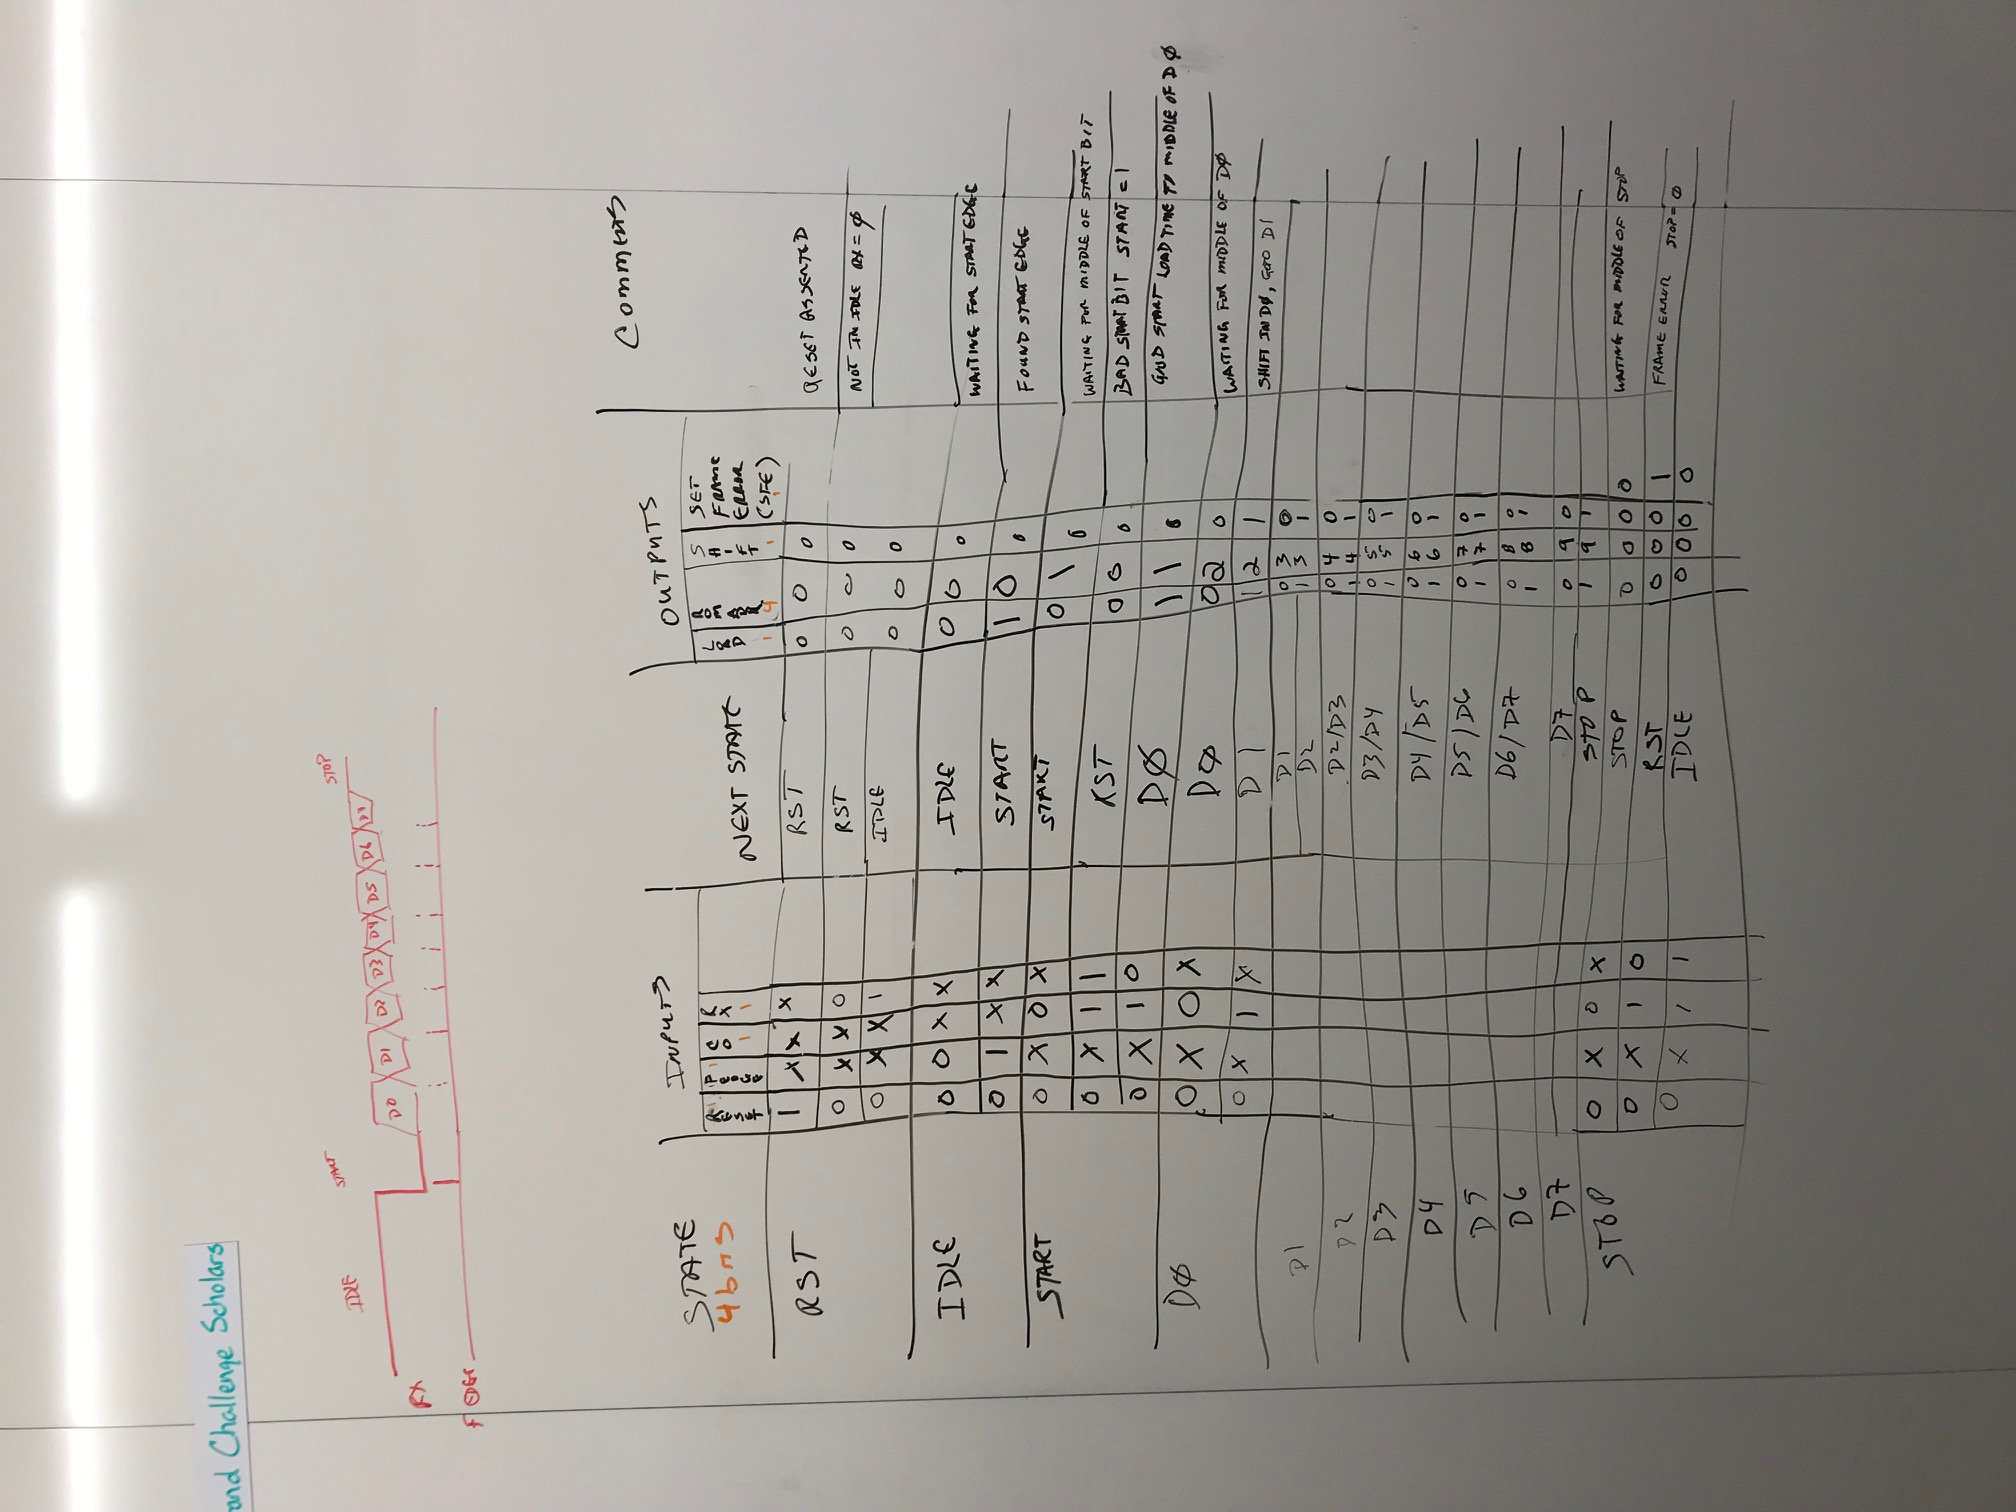 and Challenge Scholars
IDLE START STOP
D0 D1 D2 D3 D4 D5 D6 D7
RX
F EDGE
STATE INPUTS NEXT STATE OUTPUTS Comments
4 bits
RESET 1 FEDGE 1 CO 1 RX 1 LOAD 1 ROM ADDR 4 SHIFT 1 SET FRAME ERROR (SFE) 1
RST 1 X X X RST 0 0 0 RESET ASSERTED
0 X X 0 RST 0 0 0 NOT IN IDLE RX = Ø
0 X X 1 IDLE 0 0 0
IDLE 0 0 X X IDLE 0 0 0 WAITING FOR START EDGE
0 1 X X START 1 0 0 FOUND START EDGE
START 0 X 0 X START 0 1 0 WAITING FOR MIDDLE OF START BIT
0 X 1 1 RST 0 0 0 BAD START BIT START = 1
0 X 1 0 DØ 1 1 0 GOOD START LOAD TIME TO MIDDLE OF DØ
DØ 0 X 0 X DØ 0 2 0 WAITING FOR MIDDLE OF DØ
0 X 1 X D1 1 2 1 SHIFT IN DØ, GOTO D1
D1 D1 0 3 0
D2 1 3 1
D2 D2/D3 0 4 0
1 4 1
D3 D3/D4 0 5 0
1 5 1
D4 D4/D5 0 6 0
1 6 1
D5 D5/D6 0 7 0
1 7 1
D6 D6/D7 0 8 0
1 8 1
D7 D7 0 9 0
STOP 1 9 1
STOP 0 X 0 X STOP 0 0 0 0 WAITING FOR MIDDLE OF STOP
0 X 1 0 RST 0 0 0 1 FRAME ERROR STOP = Ø
0 X 1 1 IDLE 0 0 0 0